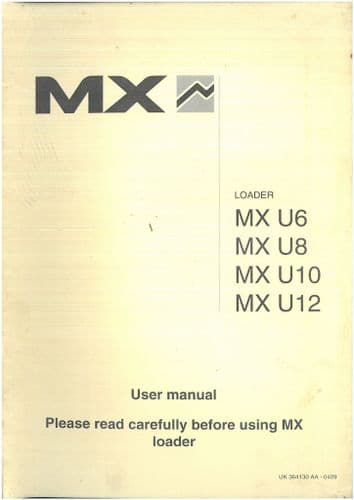 MX
LOADER
MX U6
MX U8
MX U10
MX U12
User manual
Please read carefully before using MX
loader
UK 364130 AA - 0409